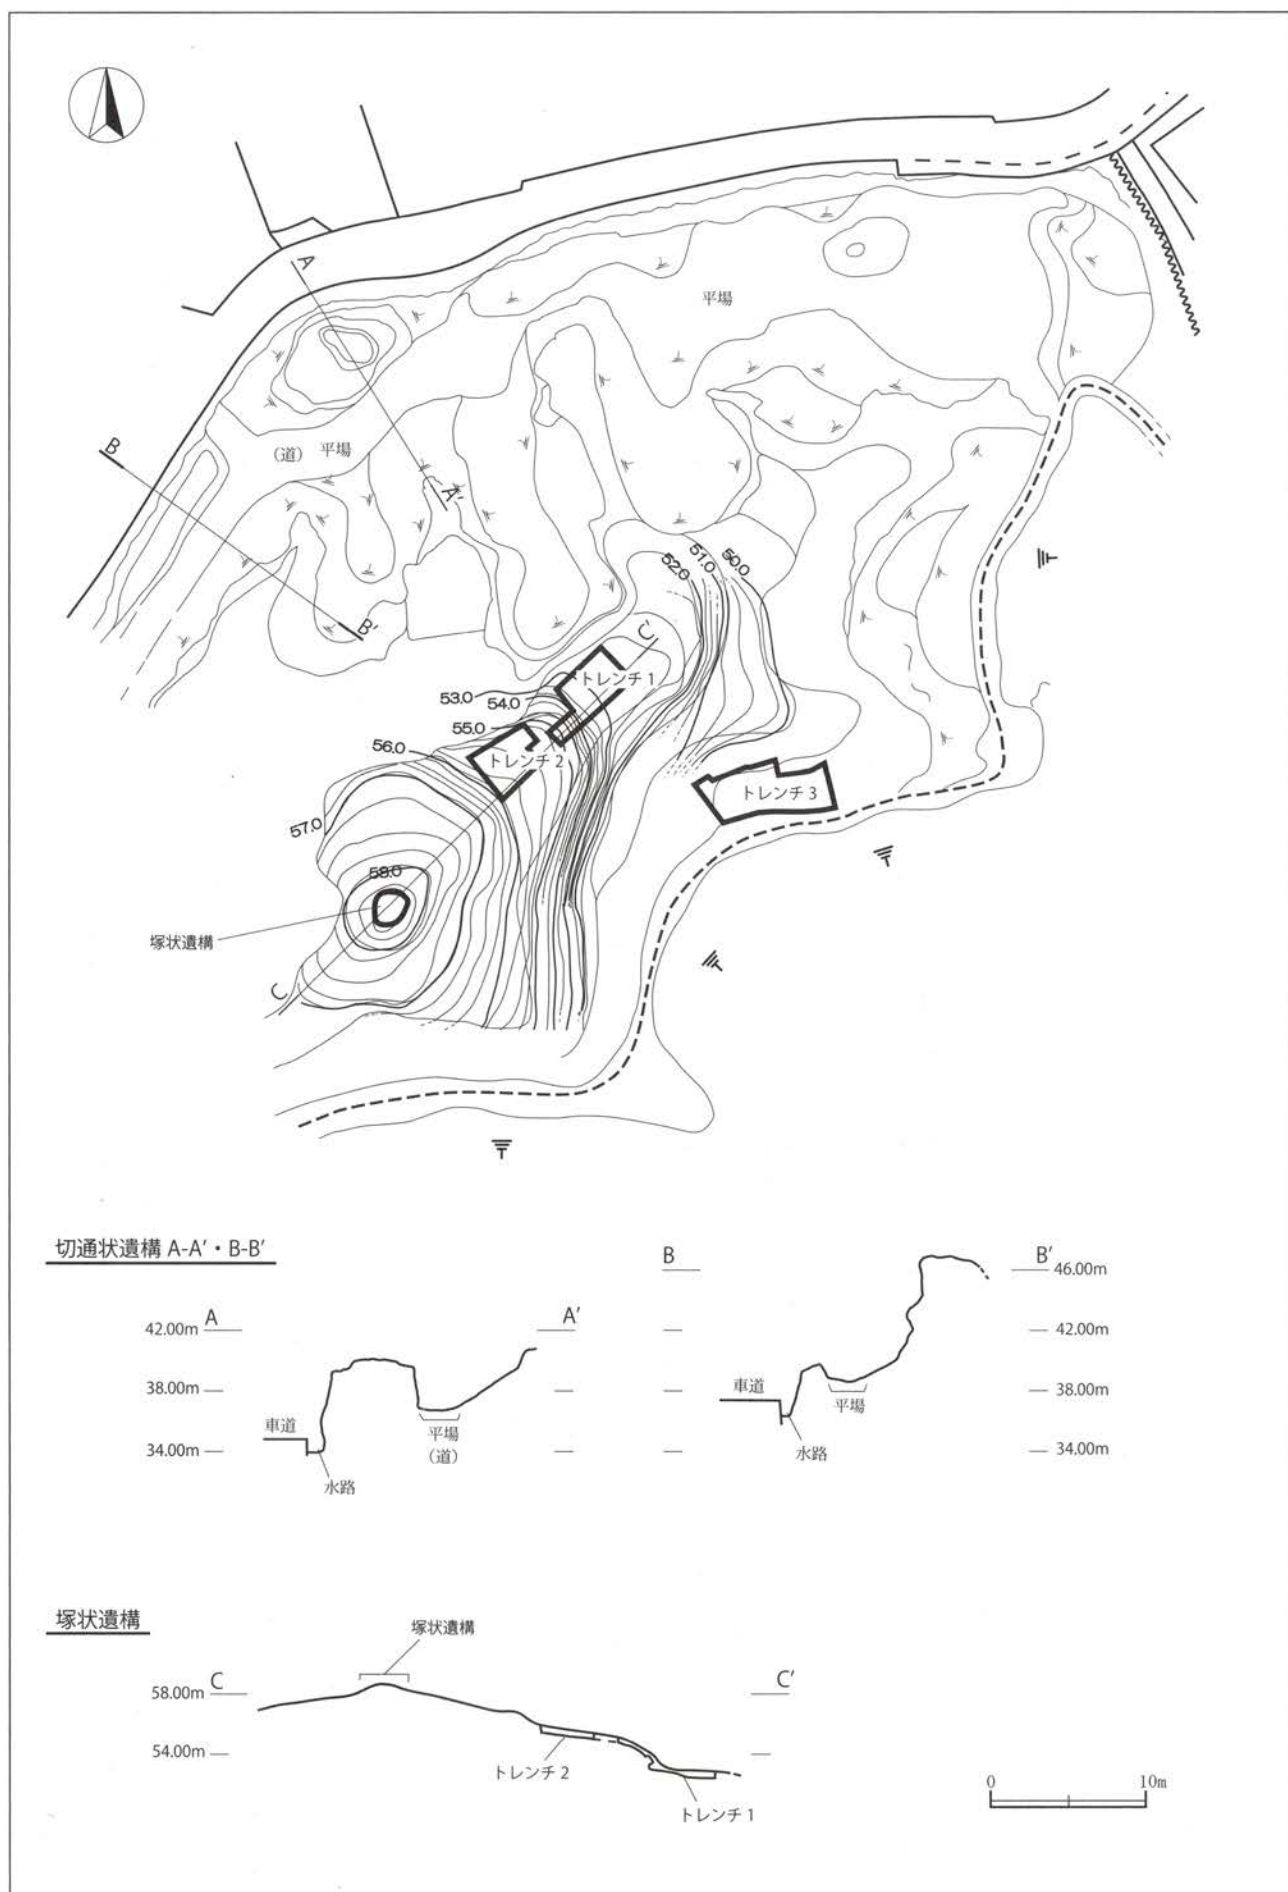 A
平場
B
(道) 平場
A'
B'
52.0
51.0
50.0
C'
トレンチ 1
53.0
54.0
55.0
56.0
トレンチ 2
トレンチ 3
57.0
58.0
塚状遺構
C
切通状遺構 A-A'・B-B'
A
A'
42.00m
38.00m
車道
34.00m
平場
(道)
水路
B
B'
46.00m
42.00m
車道
38.00m
平場
水路
34.00m
塚状遺構
塚状遺構
C
C'
58.00m
54.00m
トレンチ 2
トレンチ 1
0
10m